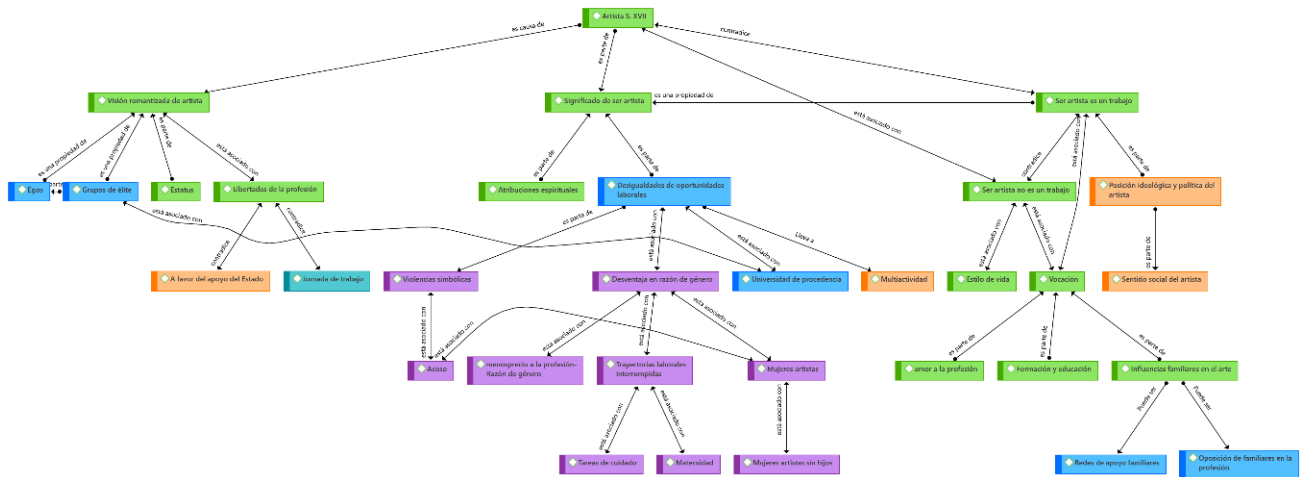 Artista S. XVII
es causa de
es parte de
contradice
Visión romantizada de artista
Significado de ser artista
es una propiedad de
Ser artista es un trabajo
está asociado con
es una propiedad de
es una propiedad de
es parte de
está asociado con
es parte de
es parte de
contradice
está asociado con
es parte de
Egos
parte
Grupos de élite
Estatus
Libertades de la profesión
Atribuciones espirituales
Desigualdades de oportunidades
laborales
Ser artista no es un trabajo
Posición ideológica y política del
artista
está asociado con
contradice
contradice
es parte de
está asociado con
está asociado con
Lleva a
está asociado con
está asociado con
es parte de
A favor del apoyo del Estado
Jornada de trabajo
Violencias simbólicas
Desventaja en razón de género
Universidad de procedencia
Multiactividad
Estilo de vida
Vocación
Sentido social del artista
está asociado con
está asociado con
está asociado con
está asociado con
está asociado con
es parte de
es parte de
es parte de
Acoso
menosprecio a la profesión-
Razón de género
Trayectorias laborales
interrumpidas
Mujeres artistas
amor a la profesión
Formación y educación
Influencias familiares en el arte
está asociado con
está asociado con
está asociado con
Puede ser
Puede ser
Tareas de cuidado
Maternidad
Mujeres artistas sin hijos
Redes de apoyo familiares
Oposición de familiares en la
profesión